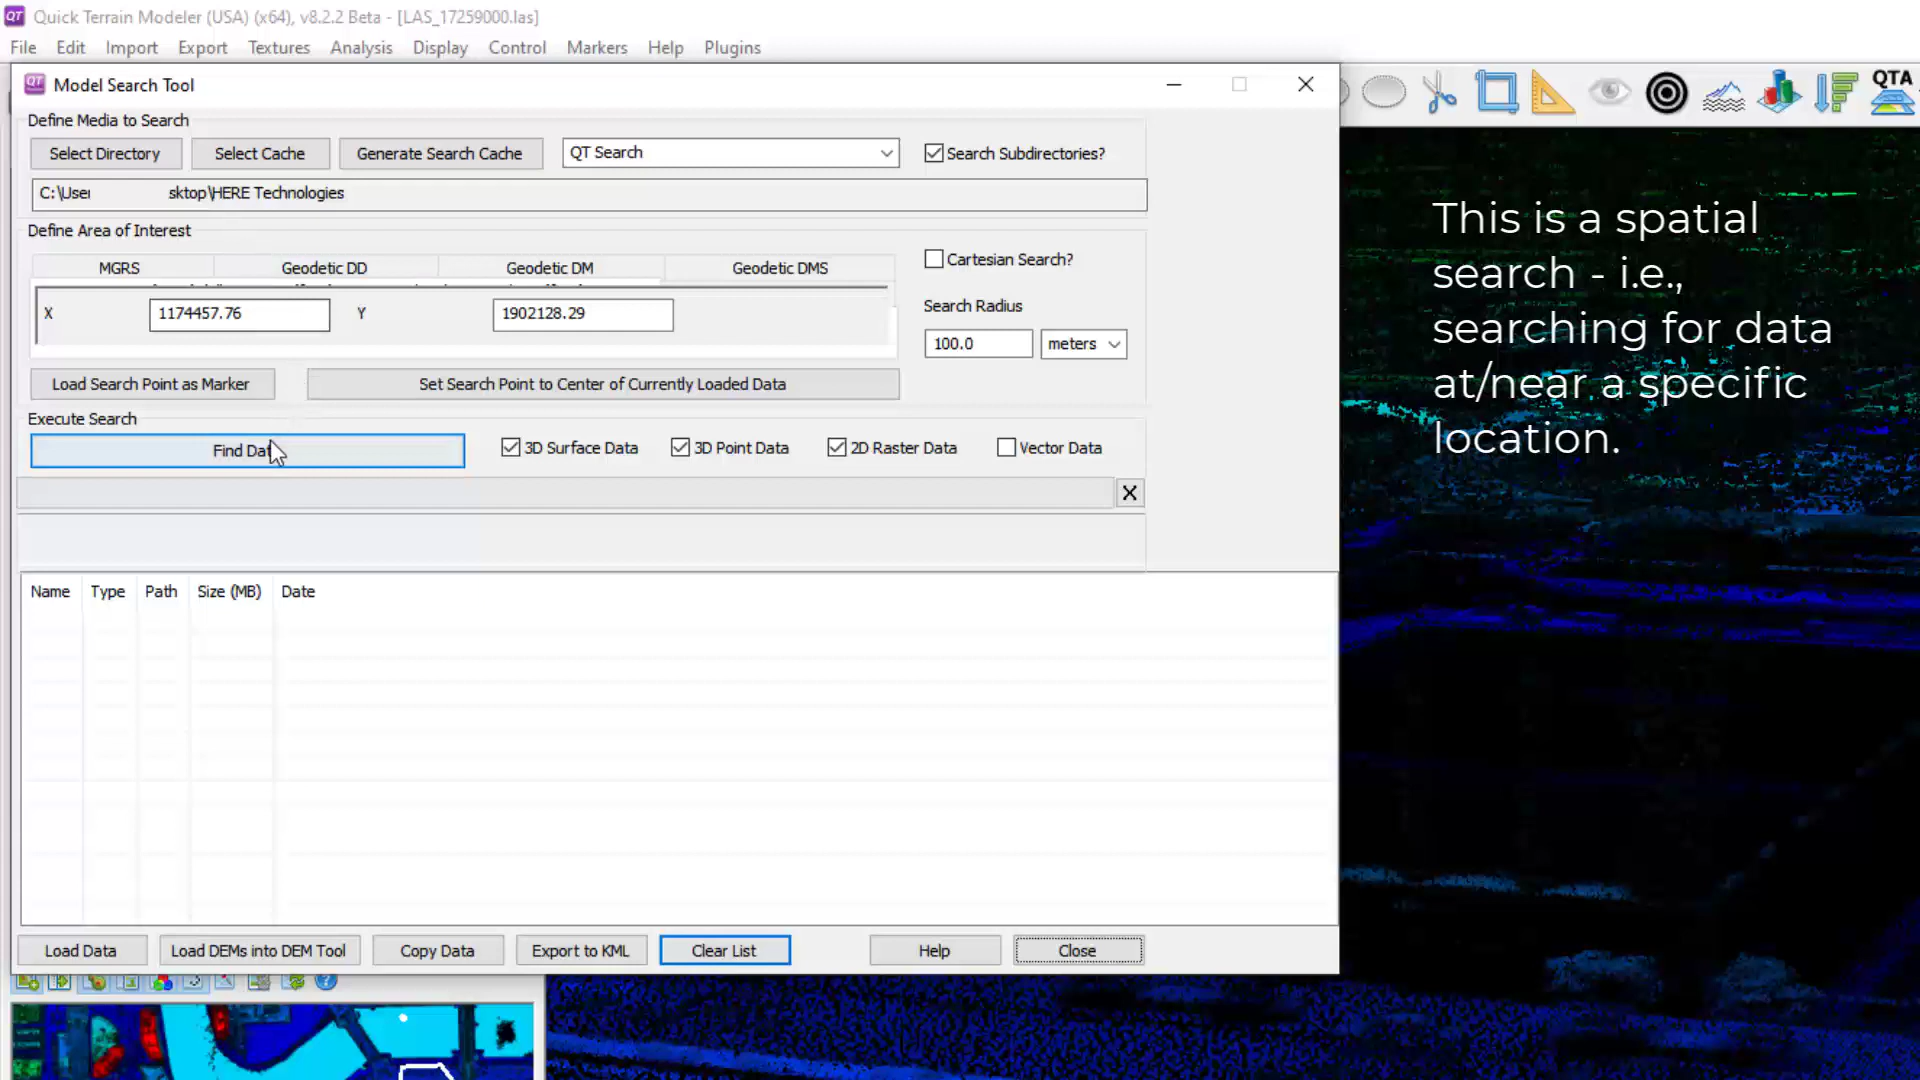 Quick Terrain Modeler (USA) (x64), v8.2.2 Beta - [LAS_17259000.las]
File Edit Import Export Textures Analysis Display Control Markers Help Plugins
QT Model Search Tool
QTA
Define Media to Search
Select Directory Select Cache Generate Search Cache QT Search Search Subdirectories?
C:\User sktop\HERE Technologies
Define Area of Interest
MGRS Geodetic DD Geodetic DM Geodetic DMS
Cartesian Search?
X 1174457.76 Y 1902128.29
Search Radius
100.0 meters
Load Search Point as Marker Set Search Point to Center of Currently Loaded Data
Execute Search
Find Dat 3D Surface Data 3D Point Data 2D Raster Data Vector Data
X
Name Type Path Size (MB) Date
Load Data Load DEMs into DEM Tool Copy Data Export to KML Clear List Help Close
This is a spatial
search - i.e.,
searching for data
at/near a specific
location.